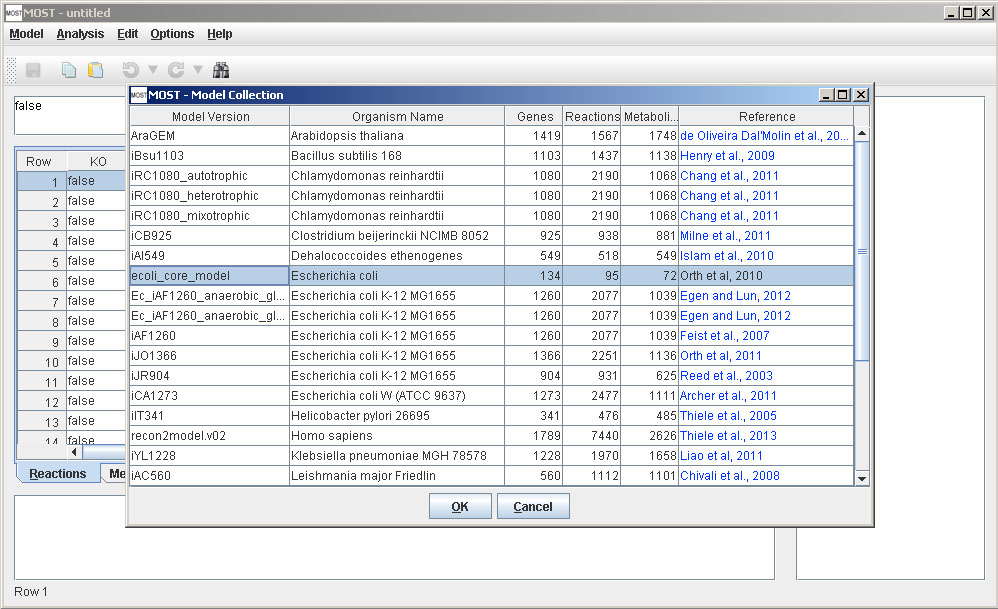 MOST MOST - untitled
Model Analysis Edit Options Help
false
MOST MOST - Model Collection
Model Version Organism Name Genes Reactions Metaboli... Reference
AraGEM Arabidopsis thaliana 1419 1567 1748 de Oliveira Dal'Molin et al., 20...
iBsu1103 Bacillus subtilis 168 1103 1437 1138 Henry et al., 2009
iRC1080_autotrophic Chlamydomonas reinhardtii 1080 2190 1068 Chang et al., 2011
iRC1080_heterotrophic Chlamydomonas reinhardtii 1080 2190 1068 Chang et al., 2011
iRC1080_mixotrophic Chlamydomonas reinhardtii 1080 2190 1068 Chang et al., 2011
iCB925 Clostridium beijerinckii NCIMB 8052 925 938 881 Milne et al., 2011
iAI549 Dehalococcoides ethenogenes 549 518 549 Islam et al., 2010
ecoli_core_model Escherichia coli 134 95 72 Orth et al, 2010
Ec_iAF1260_anaerobic_gl... Escherichia coli K-12 MG1655 1260 2077 1039 Egen and Lun, 2012
Ec_iAF1260_anaerobic_gl... Escherichia coli K-12 MG1655 1260 2077 1039 Egen and Lun, 2012
iAF1260 Escherichia coli K-12 MG1655 1260 2077 1039 Feist et al., 2007
iJO1366 Escherichia coli K-12 MG1655 1366 2251 1136 Orth et al, 2011
iJR904 Escherichia coli K-12 MG1655 904 931 625 Reed et al., 2003
iCA1273 Escherichia coli W (ATCC 9637) 1273 2477 1111 Archer et al., 2011
iIT341 Helicobacter pylori 26695 341 476 485 Thiele et al., 2005
recon2model.v02 Homo sapiens 1789 7440 2626 Thiele et al., 2013
iYL1228 Klebsiella pneumoniae MGH 78578 1228 1970 1658 Liao et al, 2011
iAC560 Leishmania major Friedlin 560 1112 1101 Chivali et al., 2008
OK Cancel
Row KO
1 false
2 false
3 false
4 false
5 false
6 false
7 false
8 false
9 false
10 false
11 false
12 false
13 false
14 false
Reactions Me
Row 1